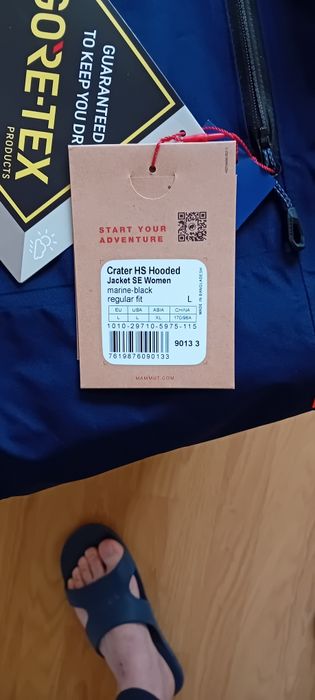 GORE-TEX
PRODUCTS
GUARANTEED
TO KEEP YOU DR
START YOUR
ADVENTURE
Crater HS Hooded
Jacket SE Women
marine-black
regular fit L
EU USA ASIA CHINA
L L XL 170/96A
1010-29710-5975-115
7619876090133
9013 3
MADE IN BANGLADESH
MAMMUT.COM